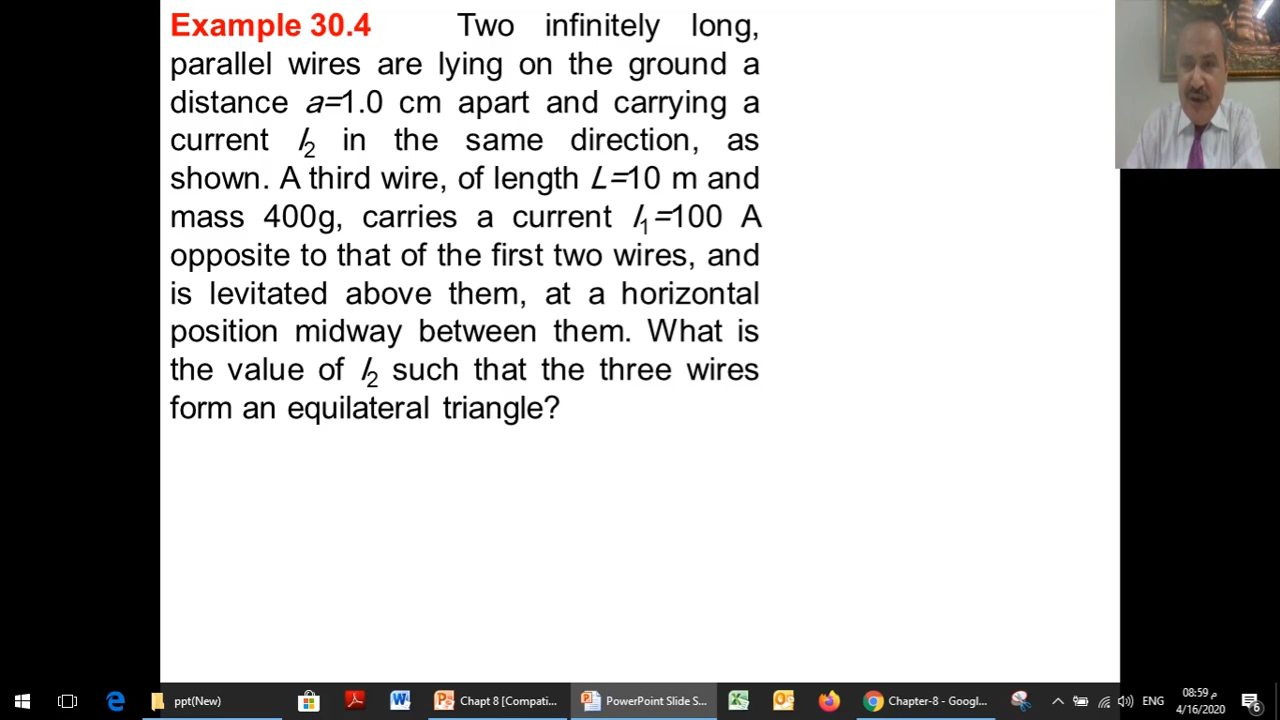 Example 30.4 Two infinitely long,
parallel wires are lying on the ground a
distance a=1.0 cm apart and carrying a
current I2 in the same direction, as
shown. A third wire, of length L=10 m and
mass 400g, carries a current I1=100 A
opposite to that of the first two wires, and
is levitated above them, at a horizontal
position midway between them. What is
the value of I2 such that the three wires
form an equilateral triangle?
ppt(New)
Chapt 8 [Compati...
PowerPoint Slide S...
Chapter-8 - Googl...
ENG
08:59 م
4/16/2020
6